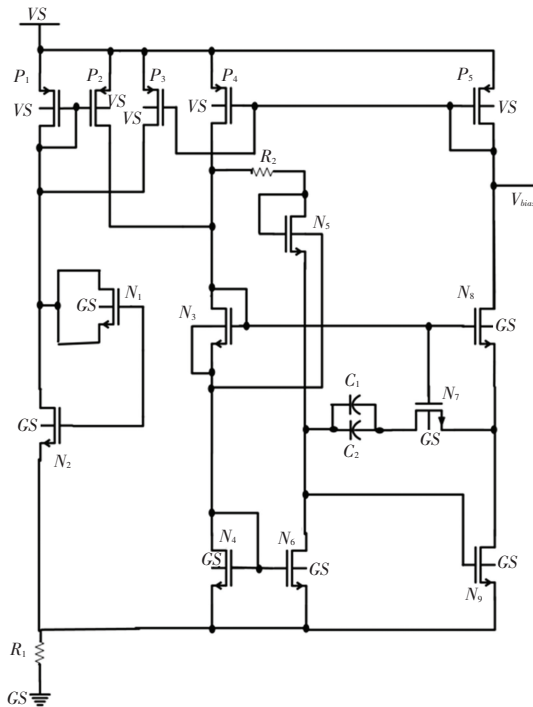 VS
P₁
P₂
P₃
P₄
P₅
VS
VS
VS
VS
VS
R₂
V_bias
N₅
N₁
GS
N₃
N₈
GS
N₇
C₁
C₂
GS
GS
N₂
N₄
N₆
GS
GS
GS
N₉
R₁
GS